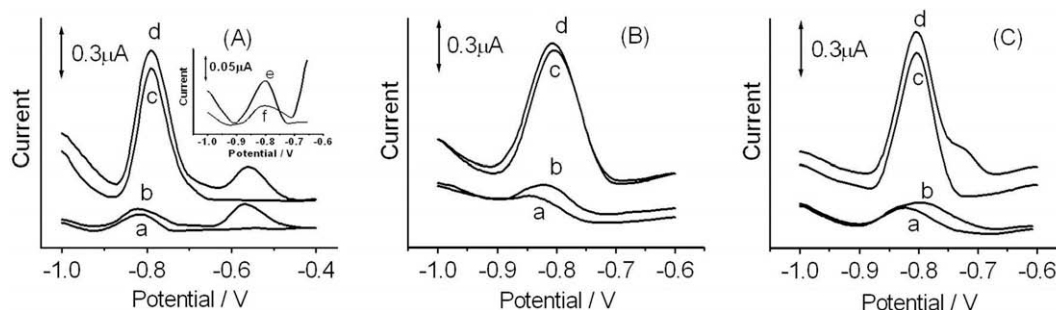 (A)
0.3µA
d
c
b
a
0.05µA
e
f
Current
-1.0 -0.9 -0.8 -0.7 -0.6
Potential / V
Current
-1.0 -0.8 -0.6 -0.4
Potential / V
(B)
0.3µA
d
c
b
a
Current
-1.0 -0.9 -0.8 -0.7 -0.6
Potential / V
(C)
0.3µA
d
c
b
a
Current
-1.0 -0.9 -0.8 -0.7 -0.6
Potential / V